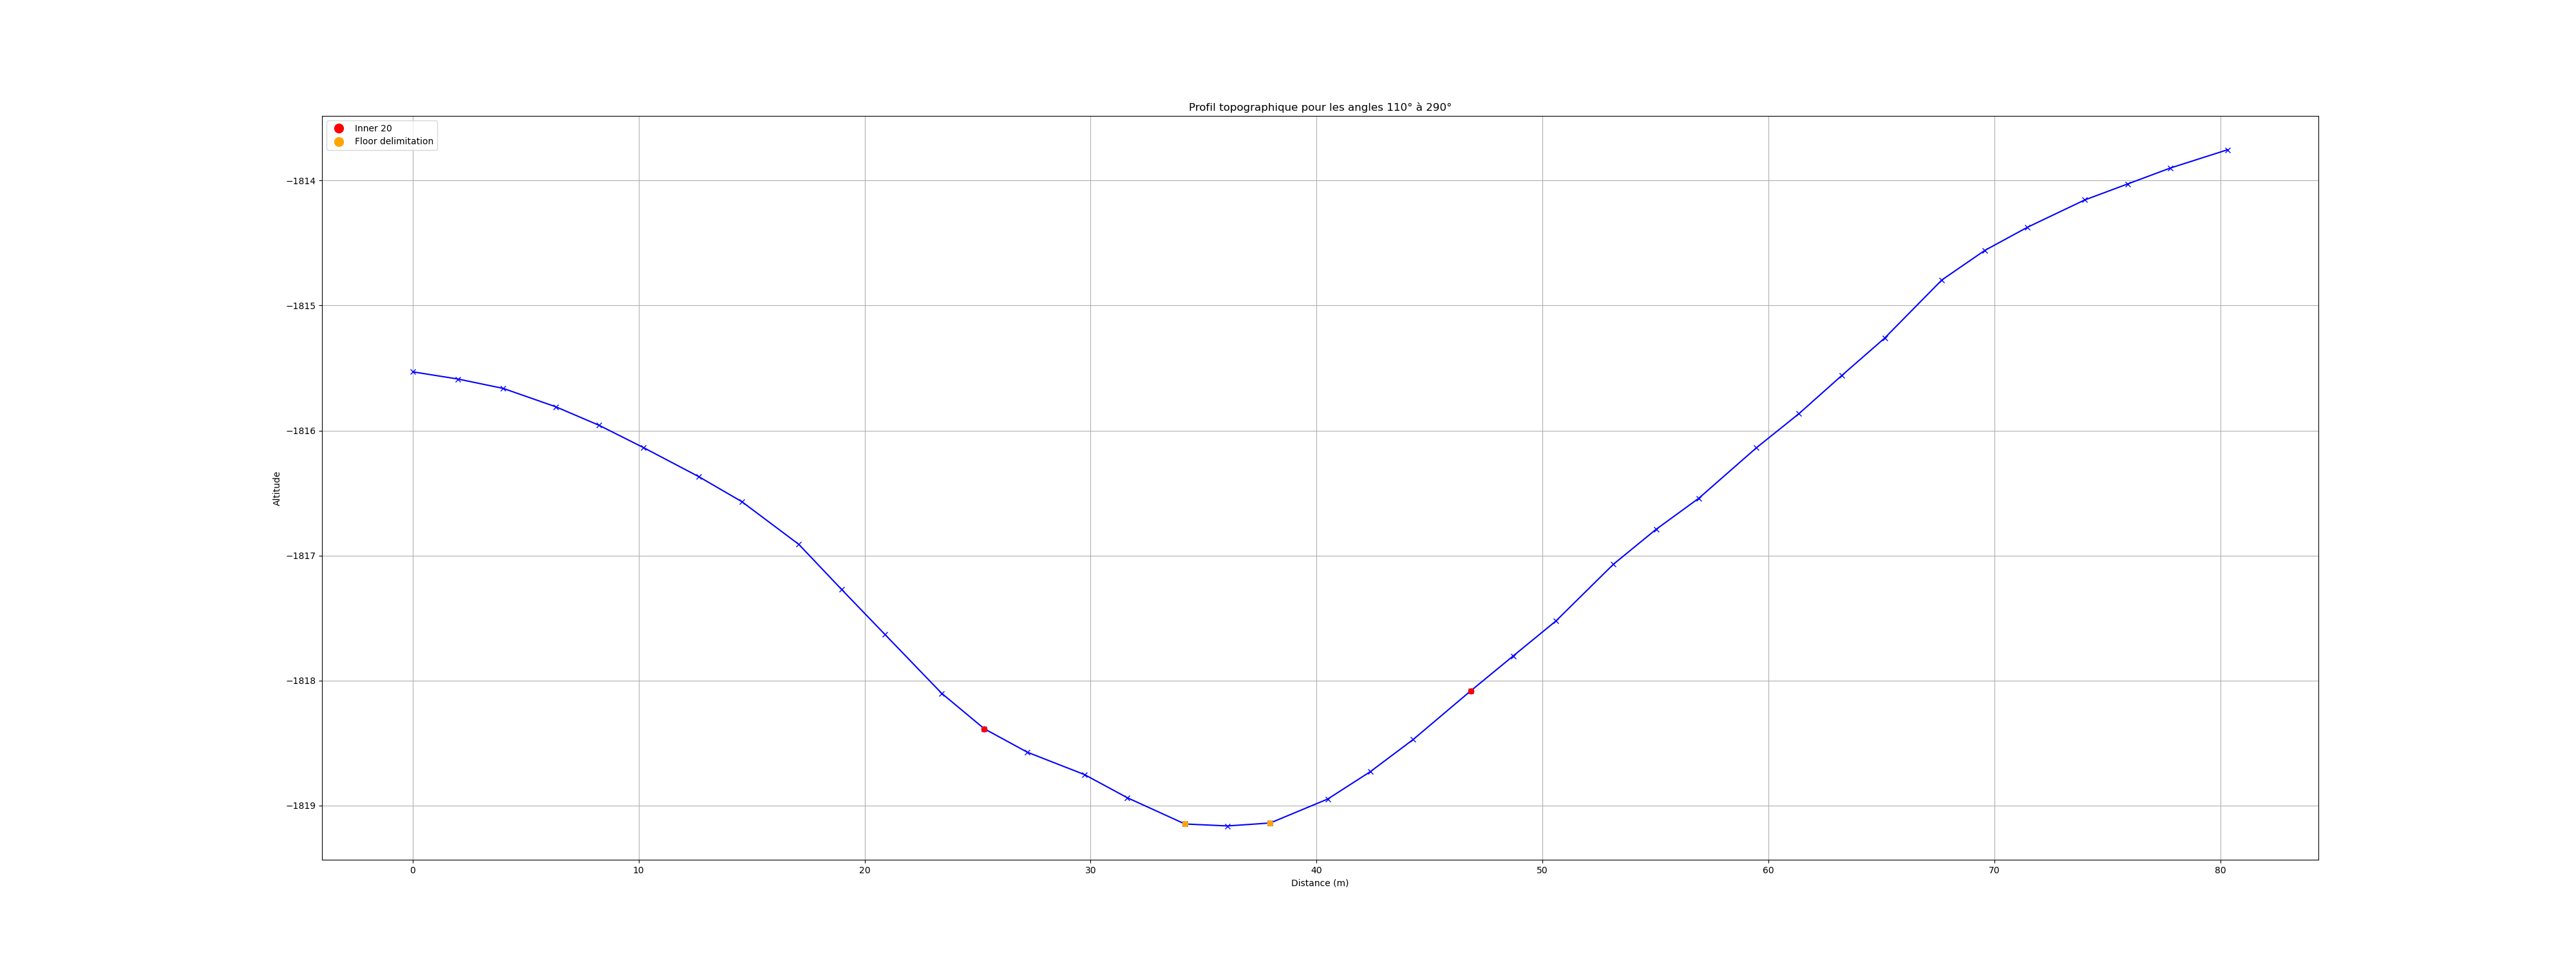 Profil topographique pour les angles 110° à 290°
Inner 20
Floor delimitation
Altitude
−1814
−1815
−1816
−1817
−1818
−1819
0 10 20 30 40 50 60 70 80
Distance (m)